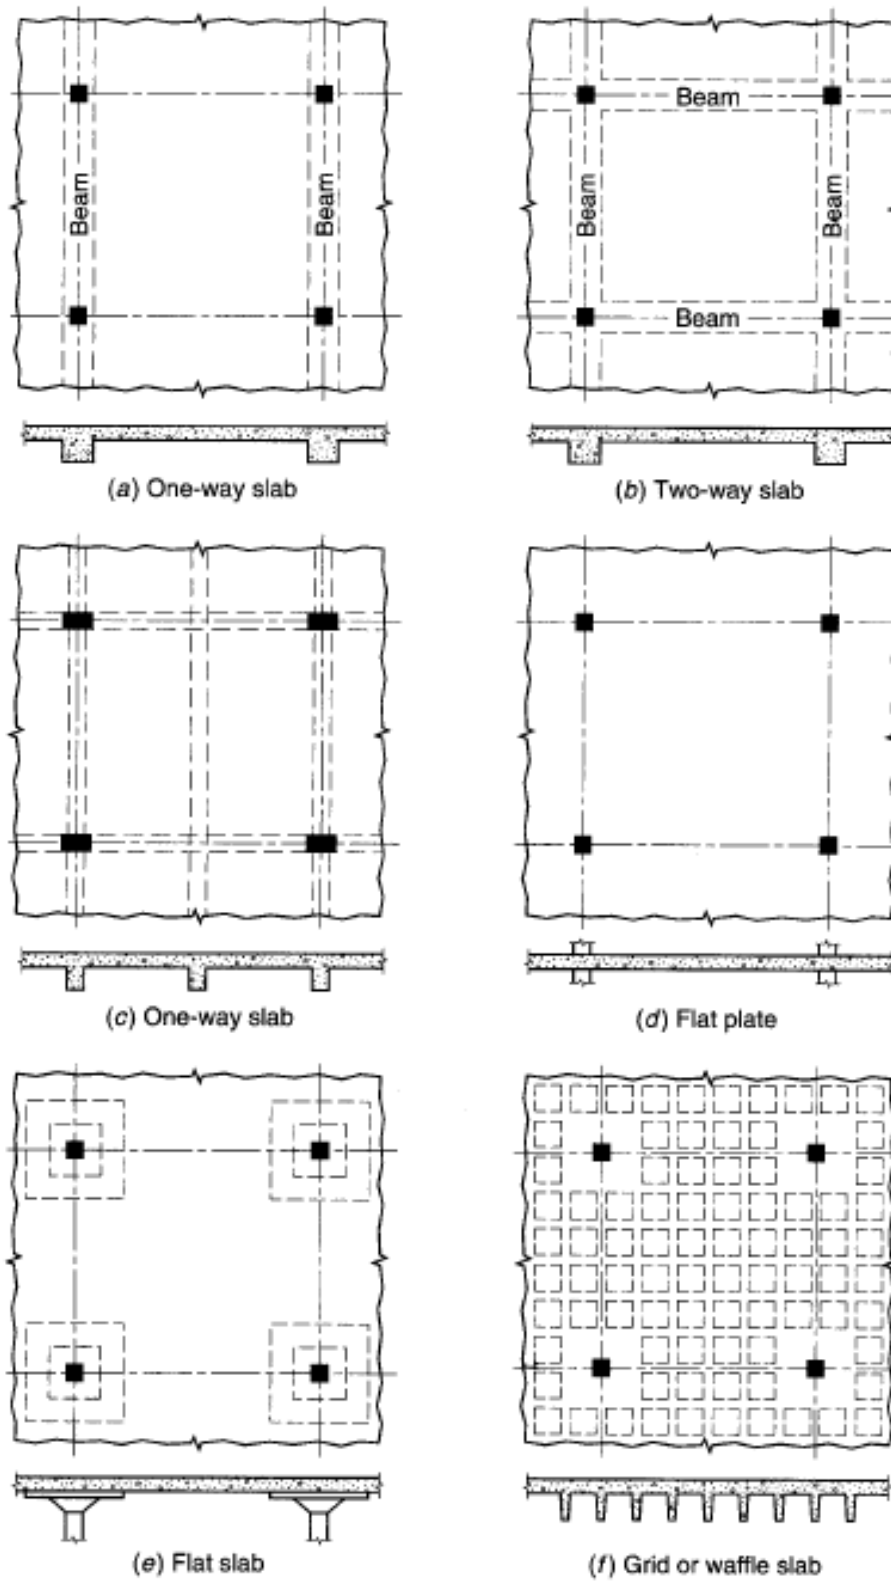 Beam
Beam
Beam
Beam
Beam
Beam
(a) One-way slab
(b) Two-way slab
(c) One-way slab
(d) Flat plate
(e) Flat slab
(f) Grid or waffle slab